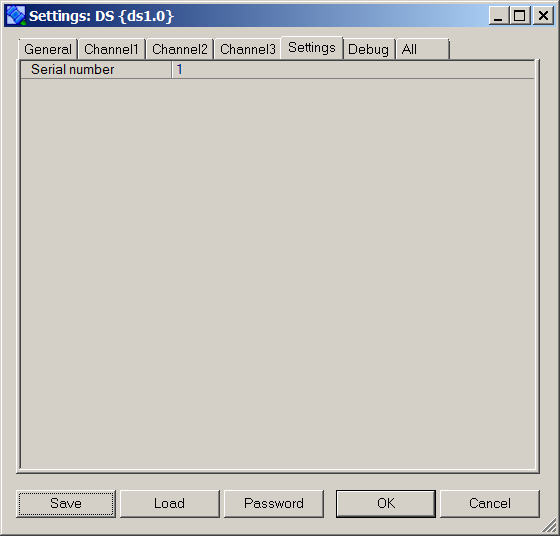 Settings: DS {ds1.0}
General Channel1 Channel2 Channel3 Settings Debug All
Serial number 1
Save Load Password OK Cancel